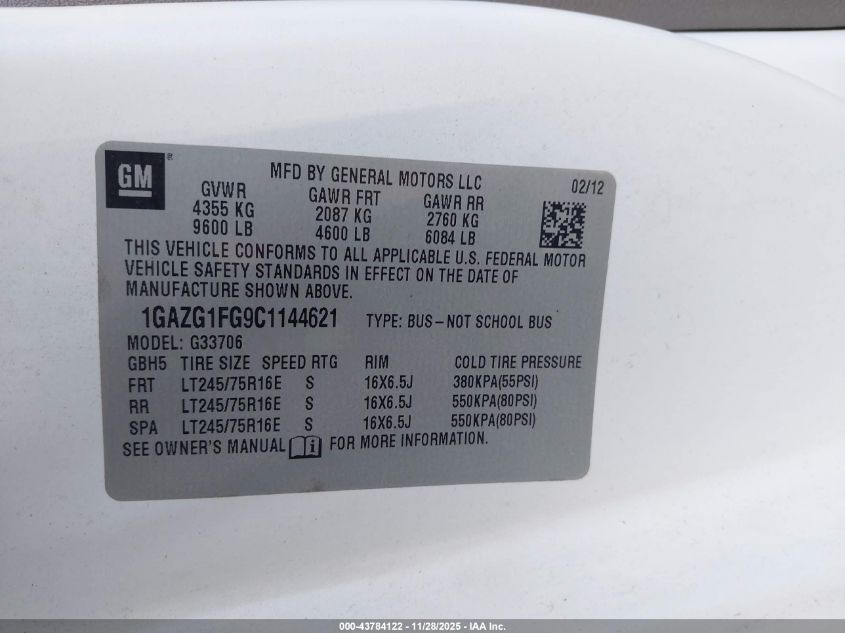 GM ®
MFD BY GENERAL MOTORS LLC 02/12
GVWR GAWR FRT GAWR RR
4355 KG 2087 KG 2760 KG
9600 LB 4600 LB 6084 LB
THIS VEHICLE CONFORMS TO ALL APPLICABLE U.S. FEDERAL MOTOR
VEHICLE SAFETY STANDARDS IN EFFECT ON THE DATE OF
MANUFACTURE SHOWN ABOVE.
1GAZG1FG9C1144621 TYPE: BUS-NOT SCHOOL BUS
MODEL: G33706
GBH5 TIRE SIZE SPEED RTG RIM COLD TIRE PRESSURE
FRT LT245/75R16E S 16X6.5J 380KPA(55PSI)
RR LT245/75R16E S 16X6.5J 550KPA(80PSI)
SPA LT245/75R16E S 16X6.5J 550KPA(80PSI)
SEE OWNER'S MANUAL i FOR MORE INFORMATION.
000-43784122 - 11/28/2025 - IAA Inc.